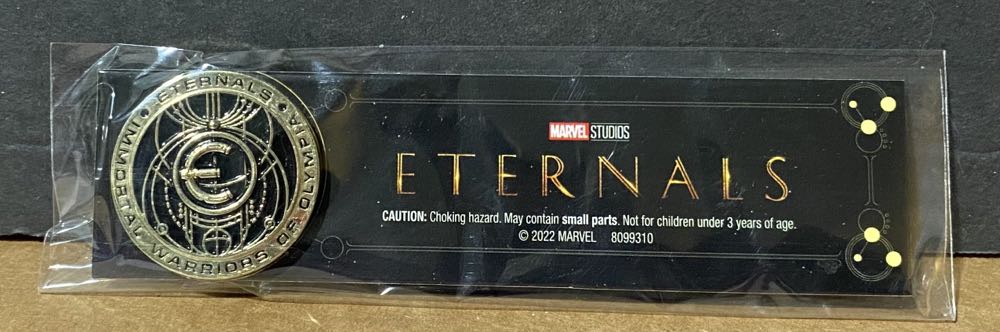 • ETERNALS •
IMMORTAL WARRIORS OF OLYMPIA
MARVEL STUDIOS
ETERNALS
CAUTION: Choking hazard. May contain small parts. Not for children under 3 years of age.
© 2022 MARVEL 8099310